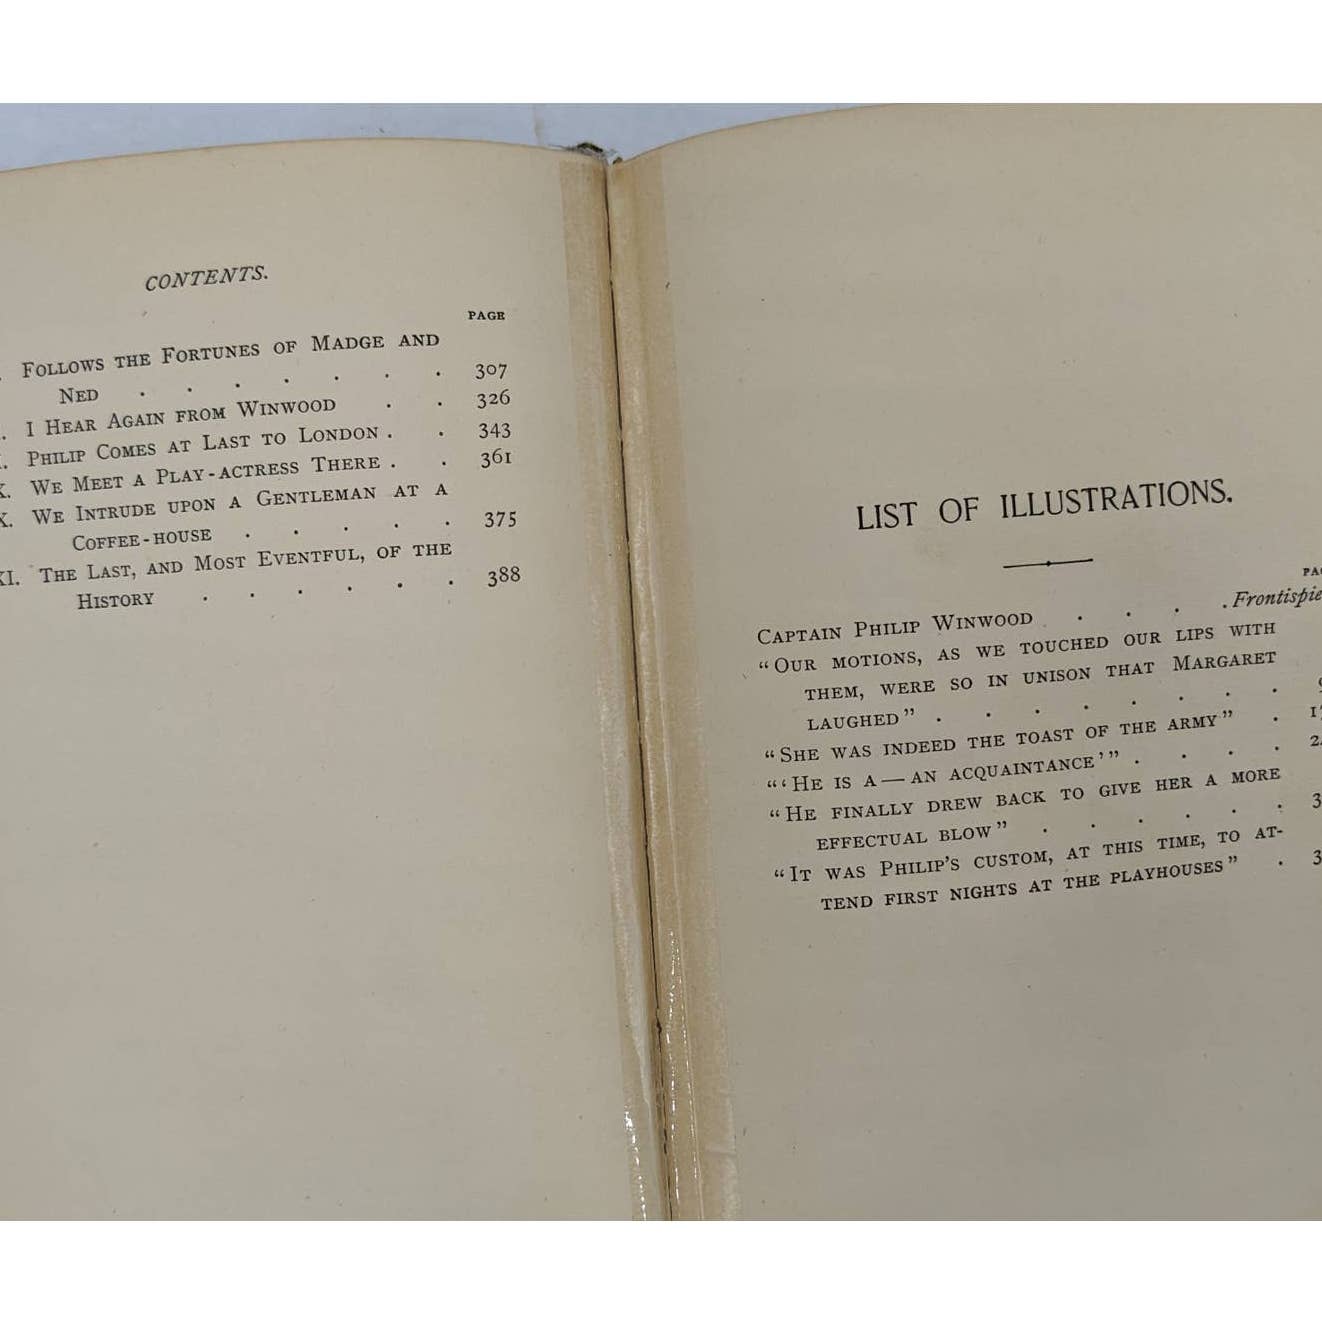 CONTENTS.
PAGE
FOLLOWS THE FORTUNES OF MADGE AND
NED . . . . . . . 307
I HEAR AGAIN FROM WINWOOD . . 326
PHILIP COMES AT LAST TO LONDON . . 343
WE MEET A PLAY-ACTRESS THERE . . 361
WE INTRUDE UPON A GENTLEMAN AT A
COFFEE-HOUSE . . . . . 375
XI. THE LAST, AND MOST EVENTFUL, OF THE
HISTORY . . . . . . 388
LIST OF ILLUSTRATIONS.
CAPTAIN PHILIP WINWOOD . . . .
“OUR MOTIONS, AS WE TOUCHED OUR LIPS WITH
THEM, WERE SO IN UNISON THAT MARGARET
LAUGHED” . . . . . . . .
“SHE WAS INDEED THE TOAST OF THE ARMY” .
“‘HE IS A — AN ACQUAINTANCE’” . . . .
“HE FINALLY DREW BACK TO GIVE HER A MORE
EFFECTUAL BLOW” . . . . . .
“IT WAS PHILIP'S CUSTOM, AT THIS TIME, TO AT-
TEND FIRST NIGHTS AT THE PLAYHOUSES” .